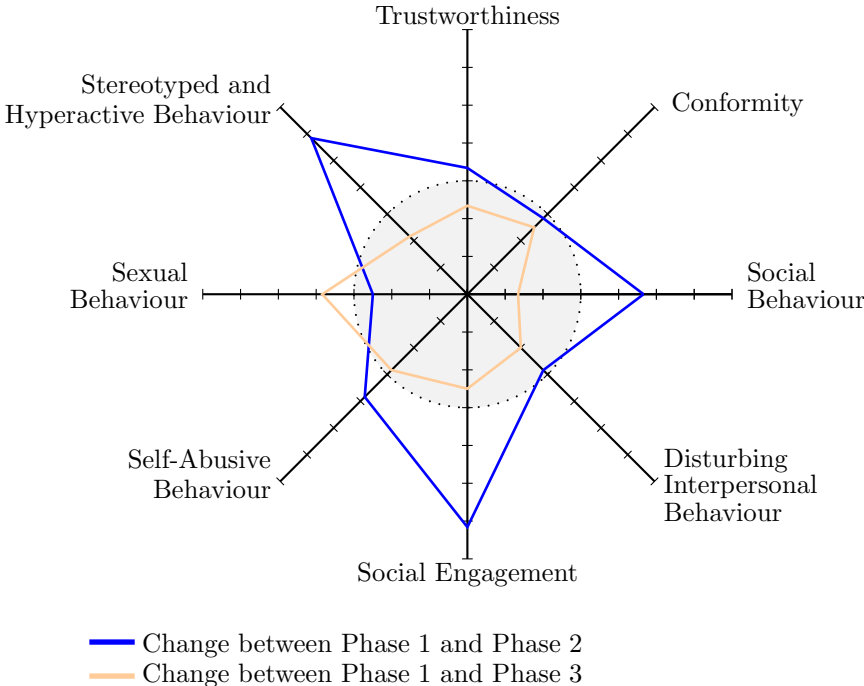 Trustworthiness
Stereotyped and
Hyperactive Behaviour
Conformity
Sexual
Behaviour
Social
Behaviour
Self-Abusive
Behaviour
Disturbing
Interpersonal
Behaviour
Social Engagement
Change between Phase 1 and Phase 2
Change between Phase 1 and Phase 3